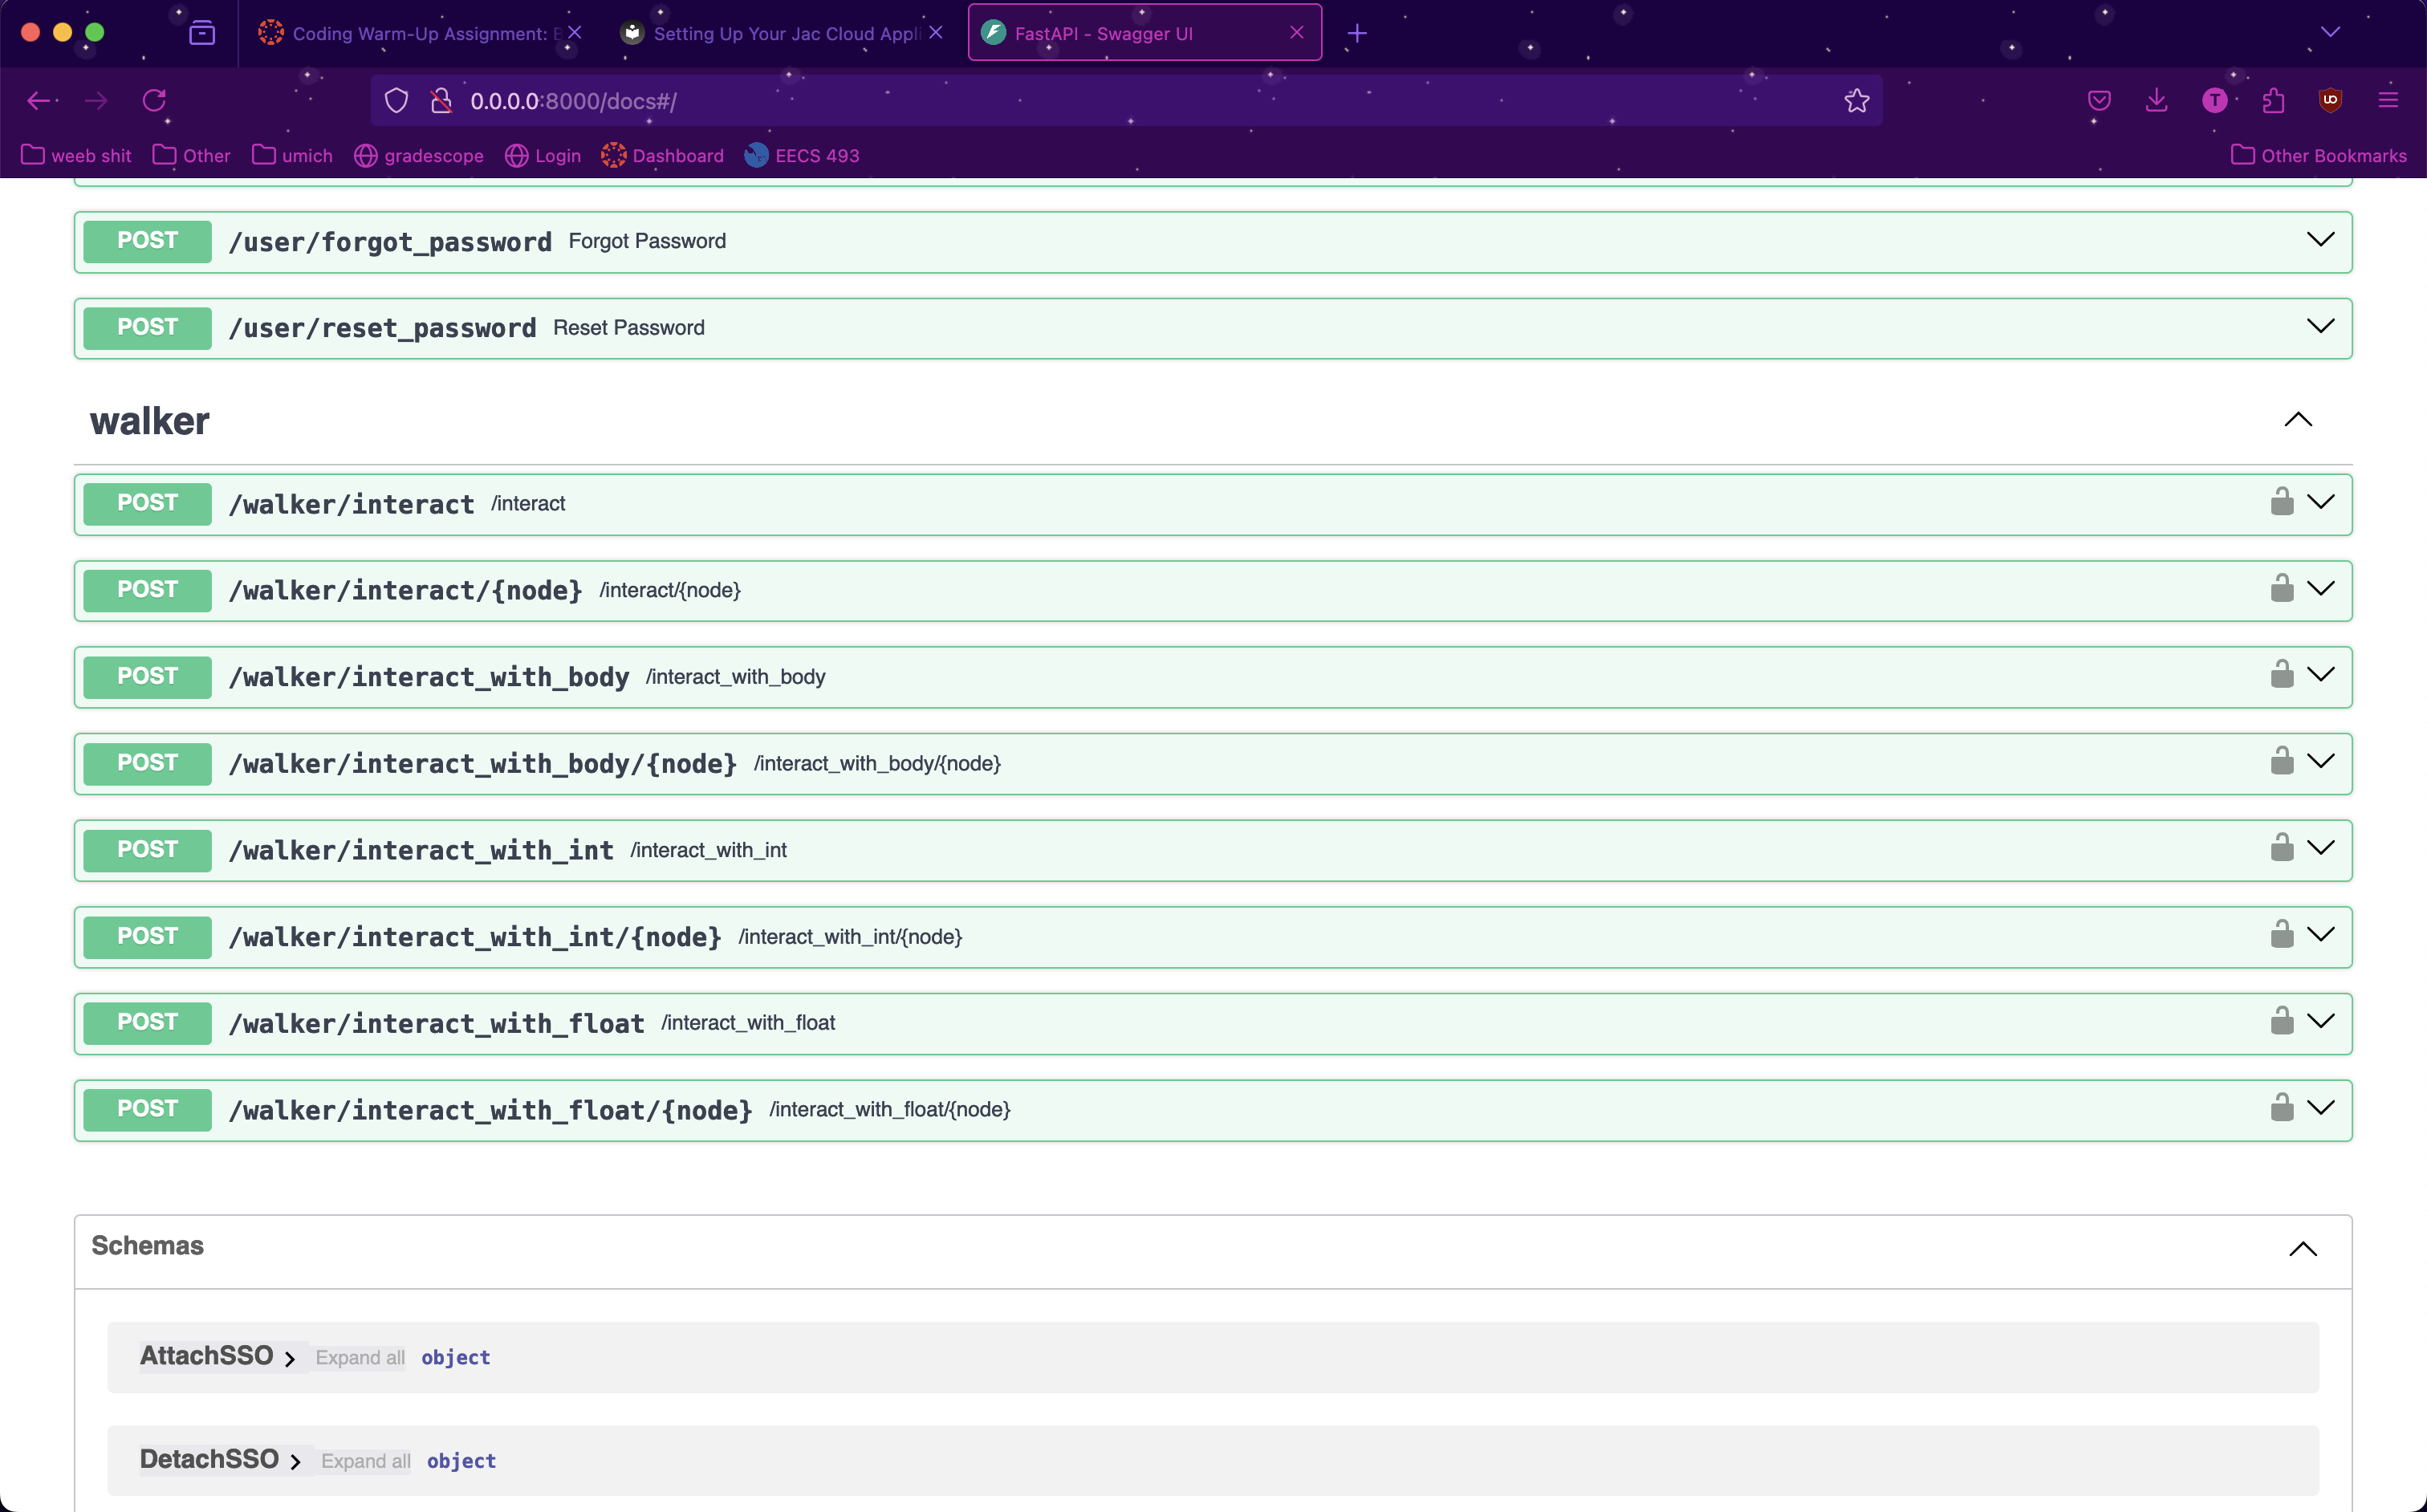 Coding Warm-Up Assignment: B
Setting Up Your Jac Cloud Appli
FastAPI - Swagger UI
0.0.0.0:8000/docs#/
T
UO
weeb shit
Other
umich
gradescope
Login
Dashboard
EECS 493
Other Bookmarks
POST /user/forgot_password Forgot Password
POST /user/reset_password Reset Password
walker
POST /walker/interact /interact
POST /walker/interact/{node} /interact/{node}
POST /walker/interact_with_body /interact_with_body
POST /walker/interact_with_body/{node} /interact_with_body/{node}
POST /walker/interact_with_int /interact_with_int
POST /walker/interact_with_int/{node} /interact_with_int/{node}
POST /walker/interact_with_float /interact_with_float
POST /walker/interact_with_float/{node} /interact_with_float/{node}
Schemas
AttachSSO Expand all object
DetachSSO Expand all object